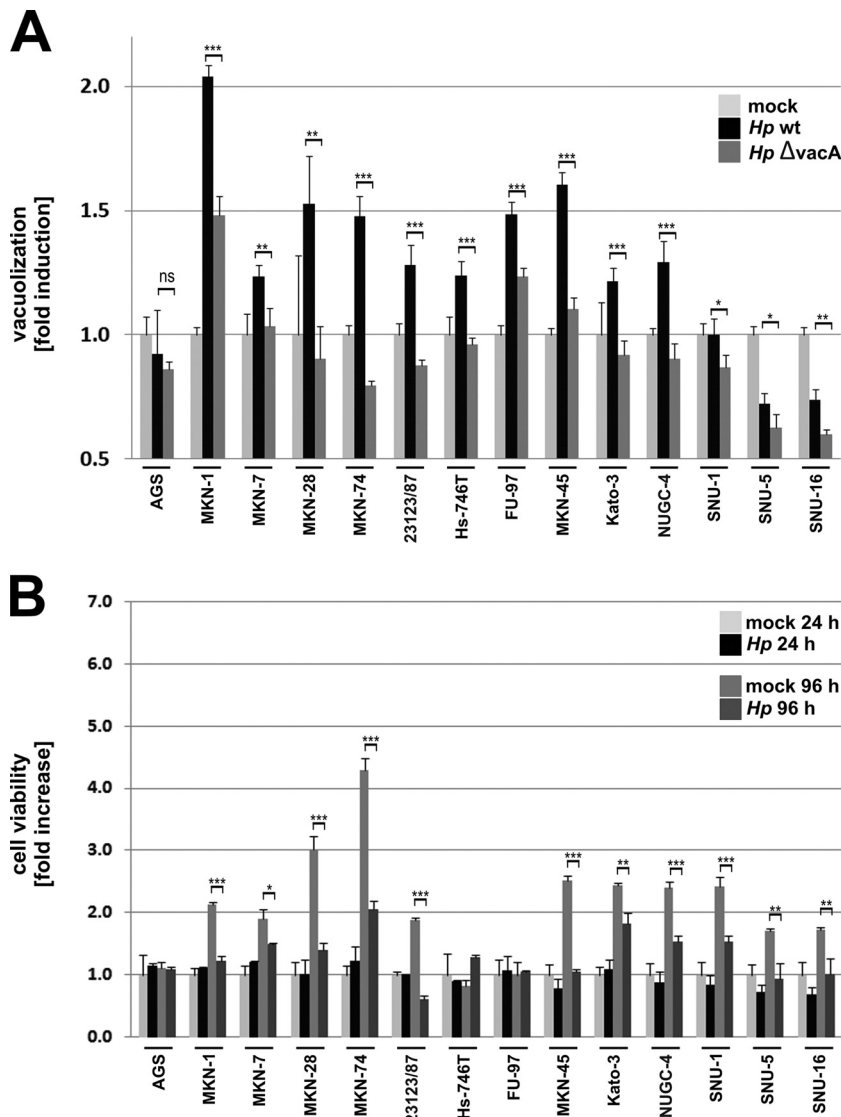 A
vacuolization
[fold induction]
2.0
1.5
1.0
0.5
mock
Hp wt
Hp ΔvacA
ns
***
**
**
***
***
***
***
***
***
***
*
*
**
AGS
MKN-1
MKN-7
MKN-28
MKN-74
23123/87
Hs-746T
FU-97
MKN-45
Kato-3
NUGC-4
SNU-1
SNU-5
SNU-16
B
cell viability
[fold increase]
7.0
6.0
5.0
4.0
3.0
2.0
1.0
0.0
mock 24 h
Hp 24 h
mock 96 h
Hp 96 h
***
*
***
***
***
***
**
***
***
**
**
AGS
MKN-1
MKN-7
MKN-28
MKN-74
23123/87
Hs-746T
FU-97
MKN-45
Kato-3
NUGC-4
SNU-1
SNU-5
SNU-16